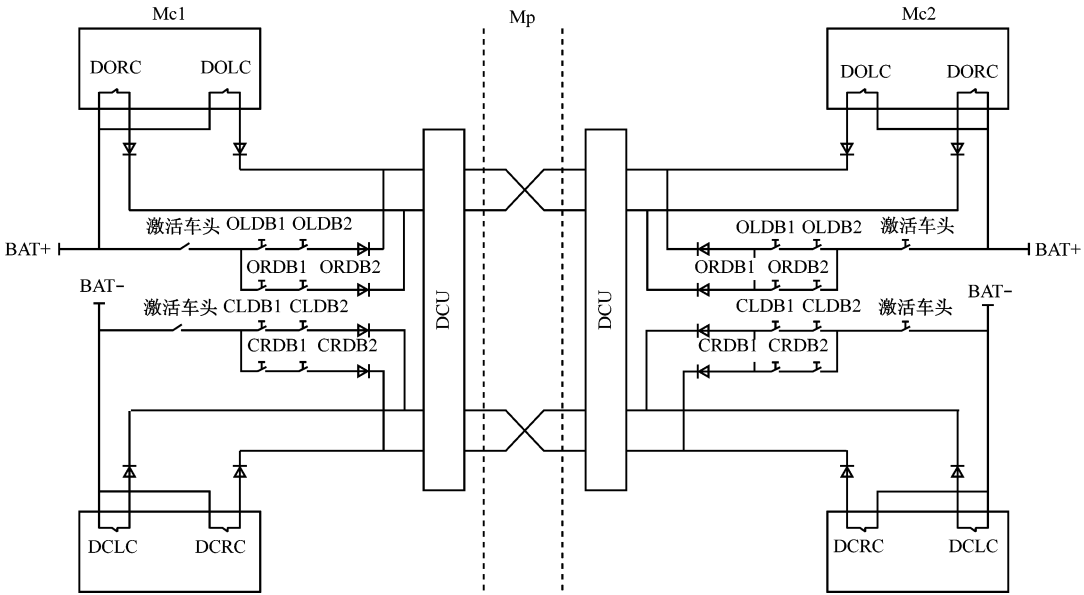 Mc1 Mp Mc2
DORC DOLC DOLC DORC
激活车头 OLDB1 OLDB2 OLDB1 OLDB2 激活车头
BAT+ BAT+
ORDB1 ORDB2 ORDB1 ORDB2
BAT− BAT−
激活车头 CLDB1 CLDB2 CLDB1 CLDB2 激活车头
DCU DCU
CRDB1 CRDB2 CRDB1 CRDB2
DCLC DCRC DCRC DCLC